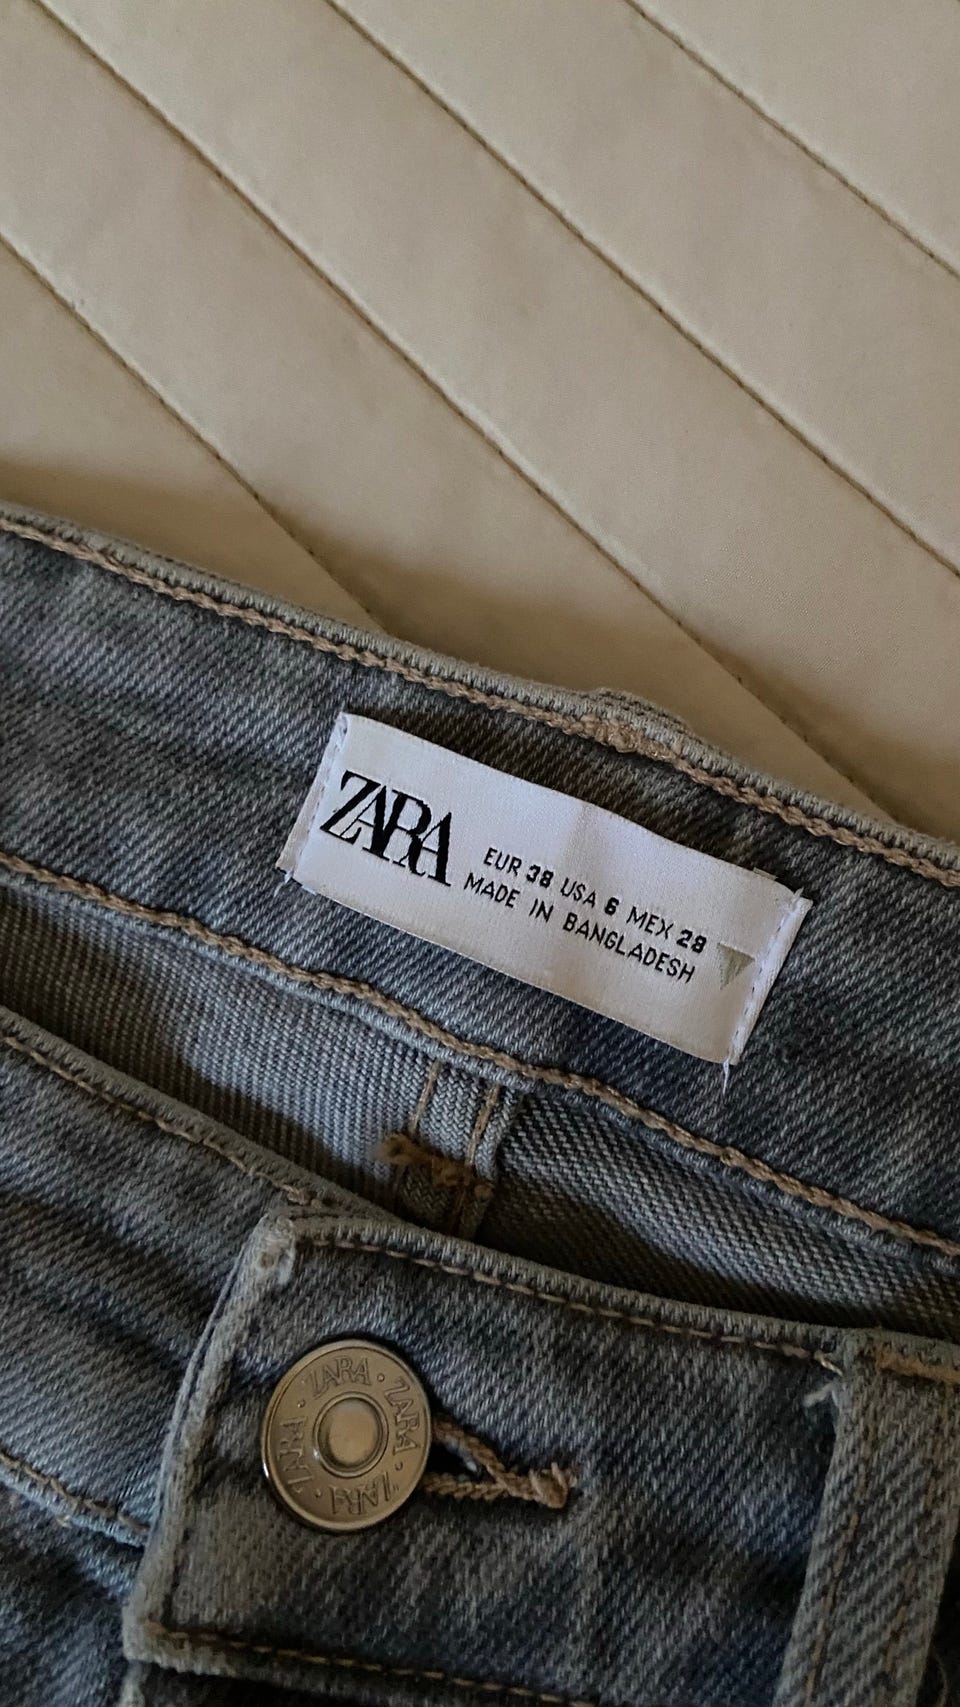 ZARA
EUR 38 USA 6 MEX 28
MADE IN BANGLADESH
ZARA · ZARA · ZARA · ZARA ·